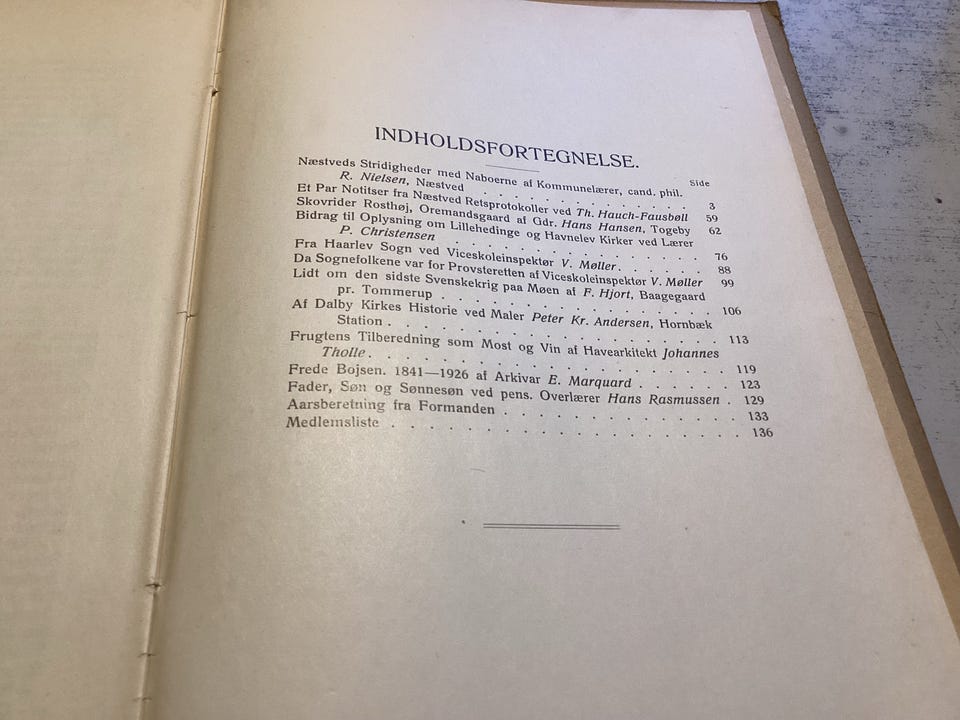 INDHOLDSFORTEGNELSE.
Side
Næstveds Stridigheder med Naboerne af Kommunelærer, cand. phil.
R. Nielsen, Næstved . . . . . . . . . . . . . 3
Et Par Notitser fra Næstved Retsprotokoller ved Th. Hauch-Fausbøll 59
Skovrider Rosthøj, Oremandsgaard af Gdr. Hans Hansen, Togeby 62
Bidrag til Oplysning om Lillehedinge og Havnelev Kirker ved Lærer
P. Christensen . . . . . . . . . . . . . . 76
Fra Haarlev Sogn ved Viceskoleinspektør V. Møller . . . . . . 88
Da Sognefolkene var for Provsteretten af Viceskoleinspektør V. Møller 99
Lidt om den sidste Svenskekrig paa Møen af F. Hjort, Baagegaard
pr. Tommerup . . . . . . . . . . . . . . 106
Af Dalby Kirkes Historie ved Maler Peter Kr. Andersen, Hornbæk
Station . . . . . . . . . . . . . . . . . 113
Frugtens Tilberedning som Most og Vin af Havearkitekt Johannes
Tholle . . . . . . . . . . . . . . . . . . 119
Frede Bojsen. 1841—1926 af Arkivar E. Marquard . . . . . . 123
Fader, Søn og Sønnesøn ved pens. Overlærer Hans Rasmussen . 129
Aarsberetning fra Formanden . . . . . . . . . . . . . 133
Medlemsliste . . . . . . . . . . . . . . . . . . . 136